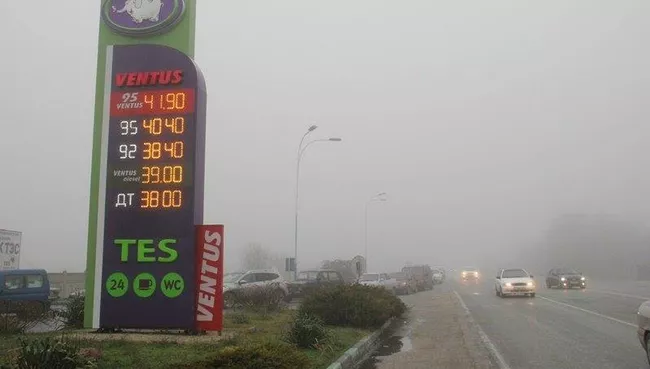 VENTUS
95 VENTUS 41.90
95 40.40
92 38.40
VENTUS diesel 39.00
ДТ 38.00
TES
24 WC
VENTUS